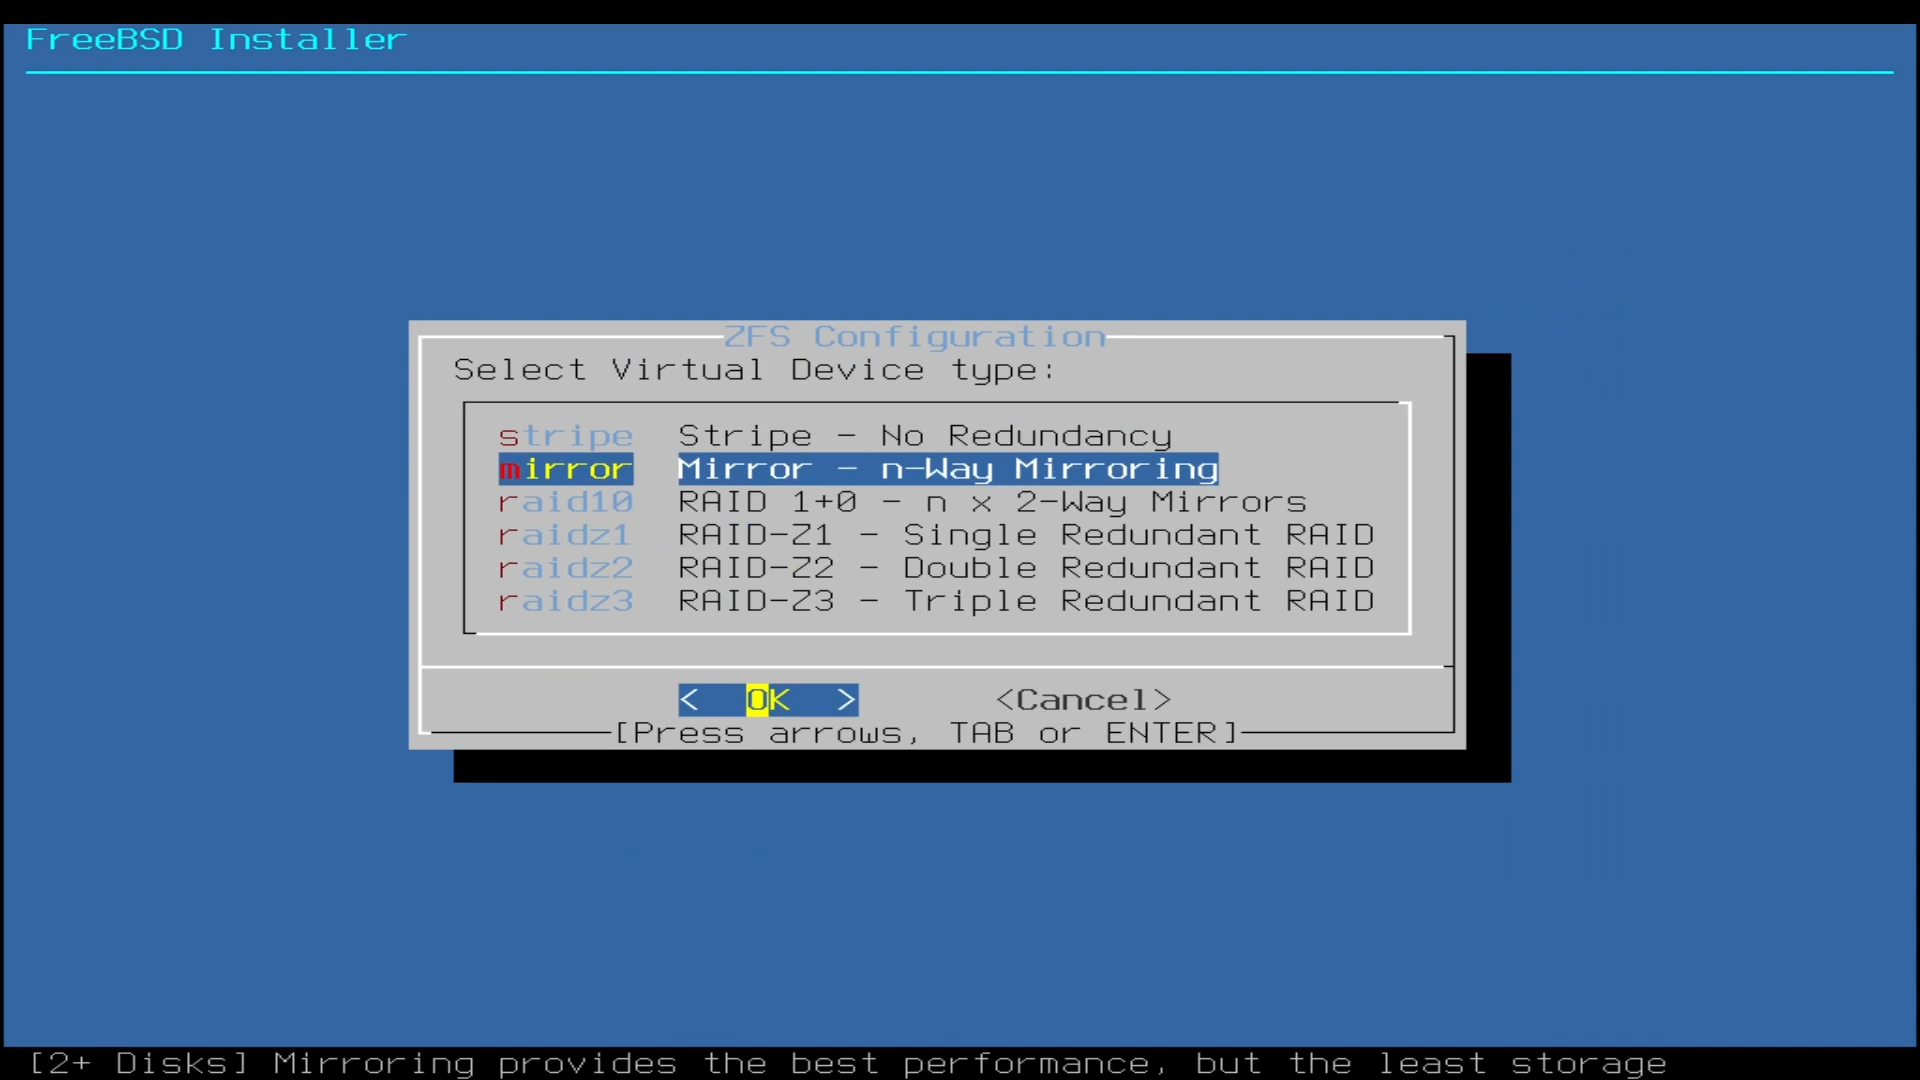 FreeBSD Installer
ZFS Configuration
Select Virtual Device type:
stripe Stripe - No Redundancy
mirror Mirror - n-Way Mirroring
raid10 RAID 1+0 - n x 2-Way Mirrors
raidz1 RAID-Z1 - Single Redundant RAID
raidz2 RAID-Z2 - Double Redundant RAID
raidz3 RAID-Z3 - Triple Redundant RAID
< OK > <Cancel>
[Press arrows, TAB or ENTER]
[2+ Disks] Mirroring provides the best performance, but the least storage